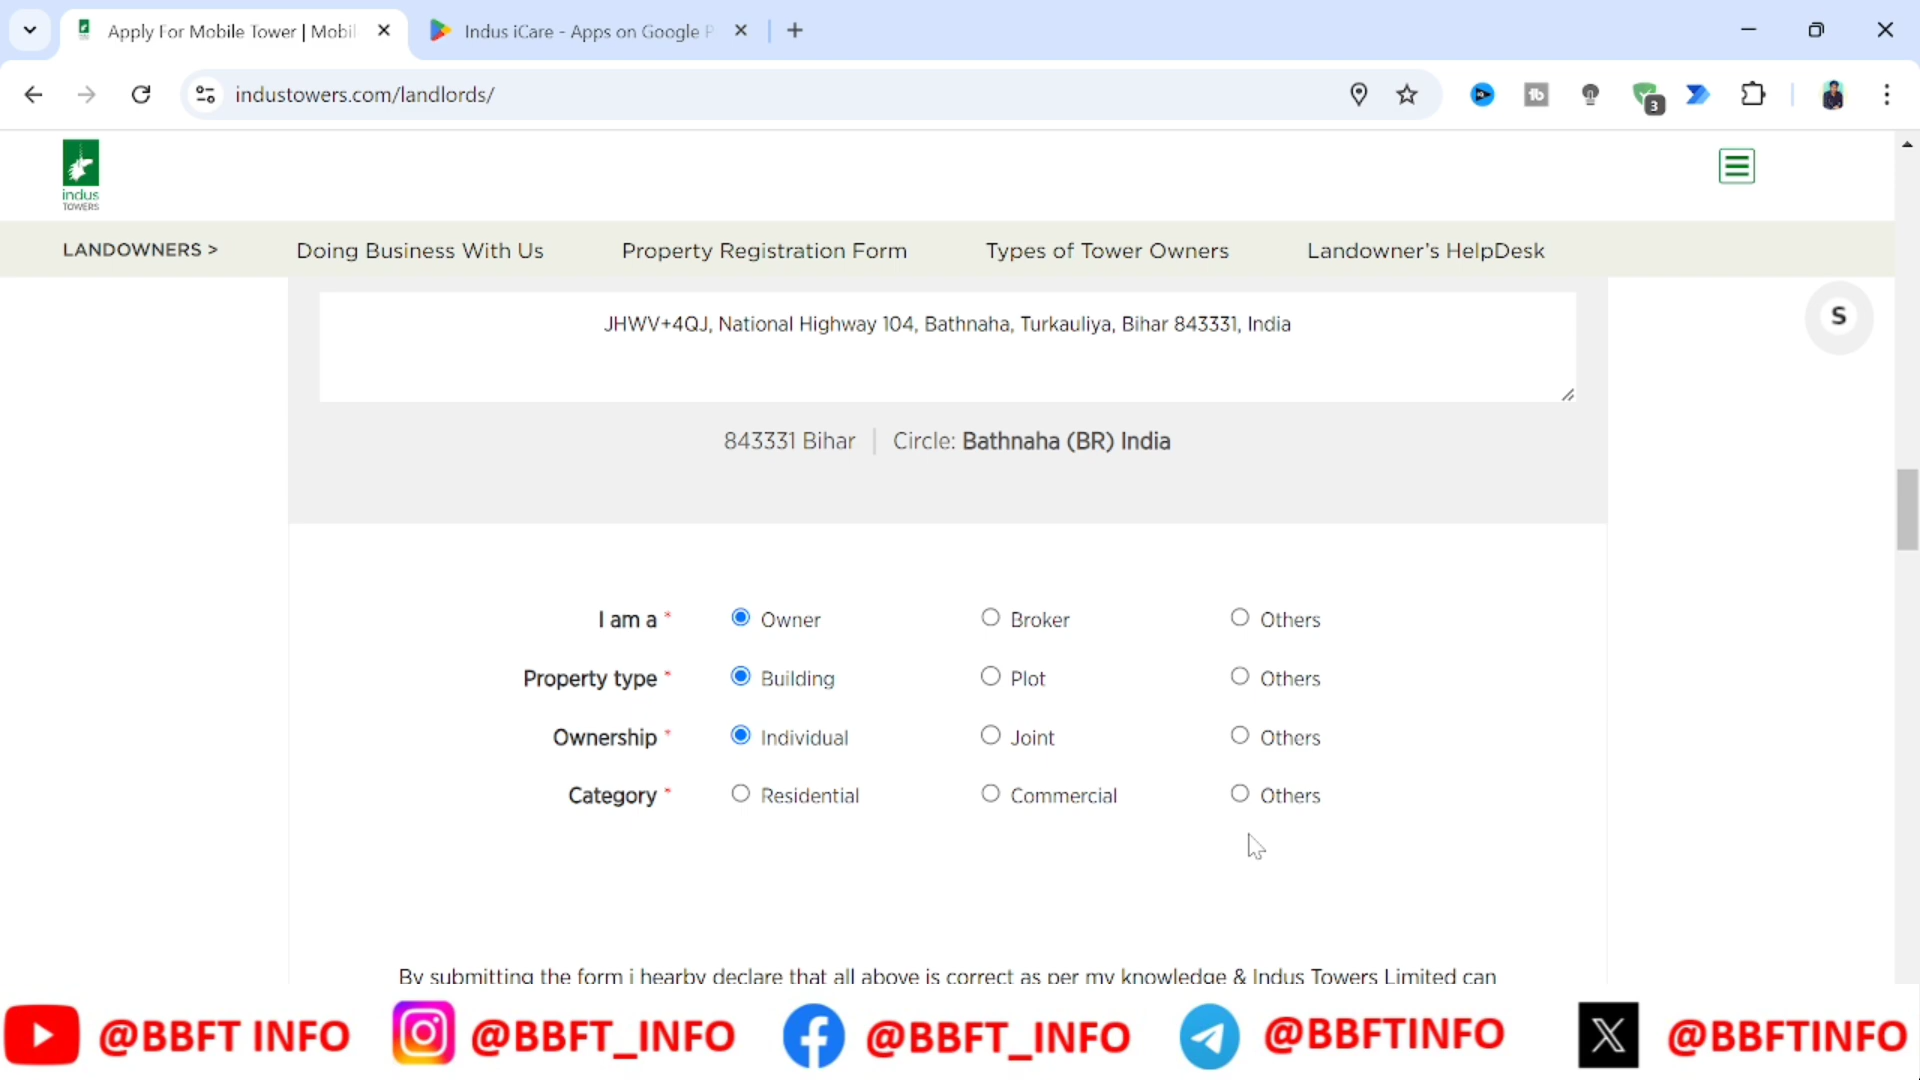 Apply For Mobile Tower | Mobil
Indus iCare - Apps on Google P
industowers.com/landlords/
3
indus
TOWERS
LANDOWNERS > Doing Business With Us Property Registration Form Types of Tower Owners Landowner's HelpDesk
S
JHWV+4QJ, National Highway 104, Bathnaha, Turkauliya, Bihar 843331, India
843331 Bihar | Circle: Bathnaha (BR) India
I am a * Owner Broker Others
Property type * Building Plot Others
Ownership * Individual Joint Others
Category * Residential Commercial Others
By submitting the form i hearby declare that all above is correct as per my knowledge & Indus Towers Limited can
@BBFT INFO @BBFT_INFO @BBFT_INFO @BBFTINFO @BBFTINFO